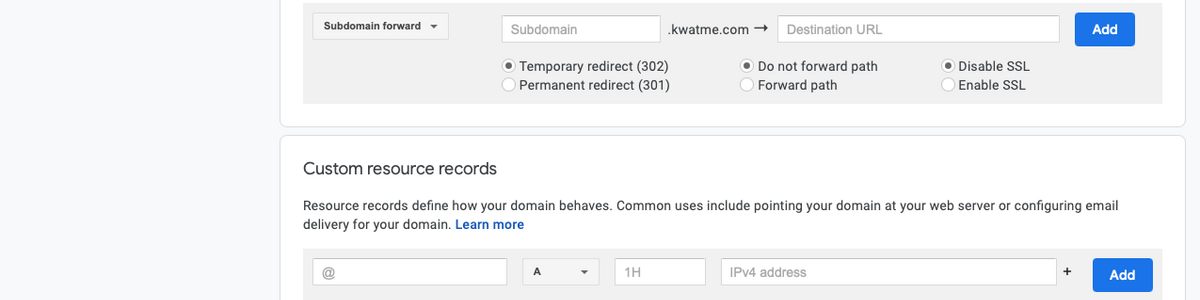 Subdomain forward Subdomain .kwatme.com → Destination URL Add
Temporary redirect (302) Do not forward path Disable SSL
Permanent redirect (301) Forward path Enable SSL
Custom resource records
Resource records define how your domain behaves. Common uses include pointing your domain at your web server or configuring email
delivery for your domain. Learn more
@ A 1H IPv4 address + Add